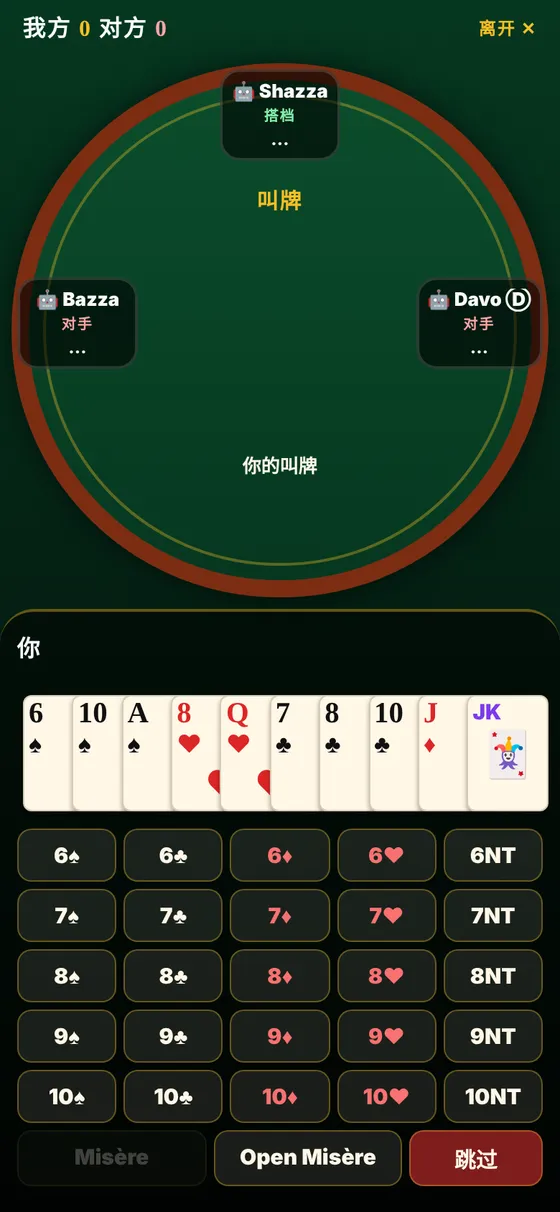 我方 0 对方 0
离开 ✕
🤖 Shazza
搭档
...
叫牌
🤖 Bazza
对手
...
🤖 Davo Ⓓ
对手
...
你的叫牌
你
6♠ 10♠ A♠ 8♥ Q♥ 7♣ 8♣ 10♣ J♦ JK 🃏
6♠ 6♣ 6♦ 6♥ 6NT
7♠ 7♣ 7♦ 7♥ 7NT
8♠ 8♣ 8♦ 8♥ 8NT
9♠ 9♣ 9♦ 9♥ 9NT
10♠ 10♣ 10♦ 10♥ 10NT
Misère Open Misère 跳过